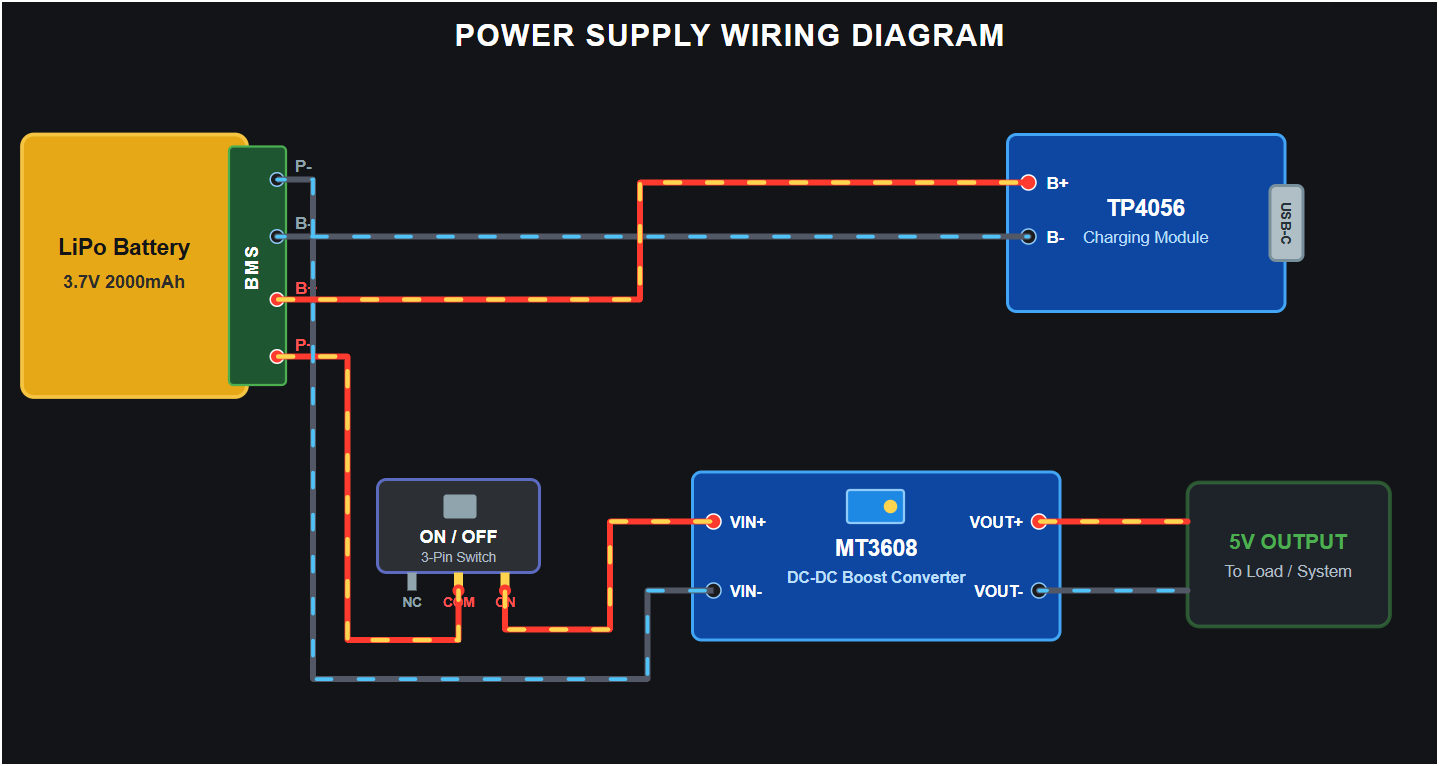 POWER SUPPLY WIRING DIAGRAM
P-
B-
LiPo Battery
3.7V 2000mAh
BMS
B+
P-
B+
TP4056
B-
Charging Module
USB-C
ON / OFF
3-Pin Switch
NC
COM
ON
VIN+
VOUT+
MT3608
DC-DC Boost Converter
VIN-
VOUT-
5V OUTPUT
To Load / System